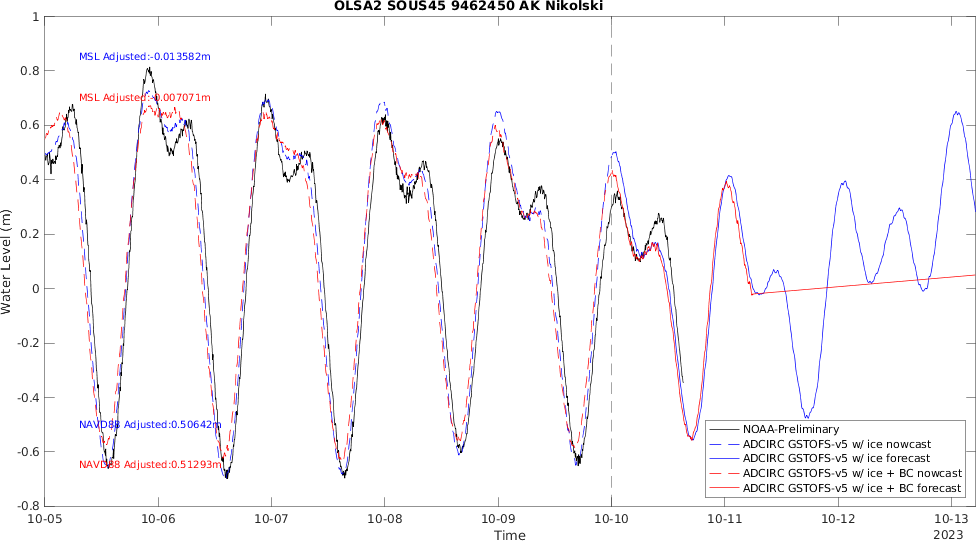 OLSA2 SOUS45 9462450 AK Nikolski
MSL Adjusted:-0.013582m
MSL Adjusted:-0.007071m
NAVD88 Adjusted:0.50642m
NAVD88 Adjusted:0.51293m
Water Level (m)
1
0.8
0.6
0.4
0.2
0
-0.2
-0.4
-0.6
-0.8
10-05
10-06
10-07
10-08
10-09
10-10
10-11
10-12
10-13
2023
Time
NOAA-Preliminary
ADCIRC GSTOFS-v5 w/ ice nowcast
ADCIRC GSTOFS-v5 w/ ice forecast
ADCIRC GSTOFS-v5 w/ ice + BC nowcast
ADCIRC GSTOFS-v5 w/ ice + BC forecast